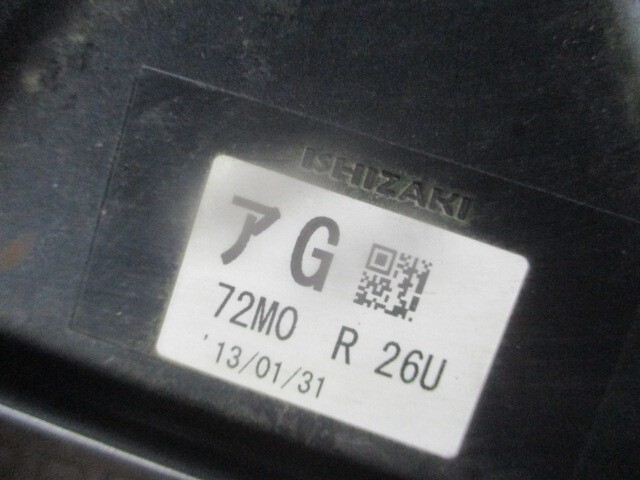 ISHIZAKI
アG
72M0 R 26U
'13/01/31